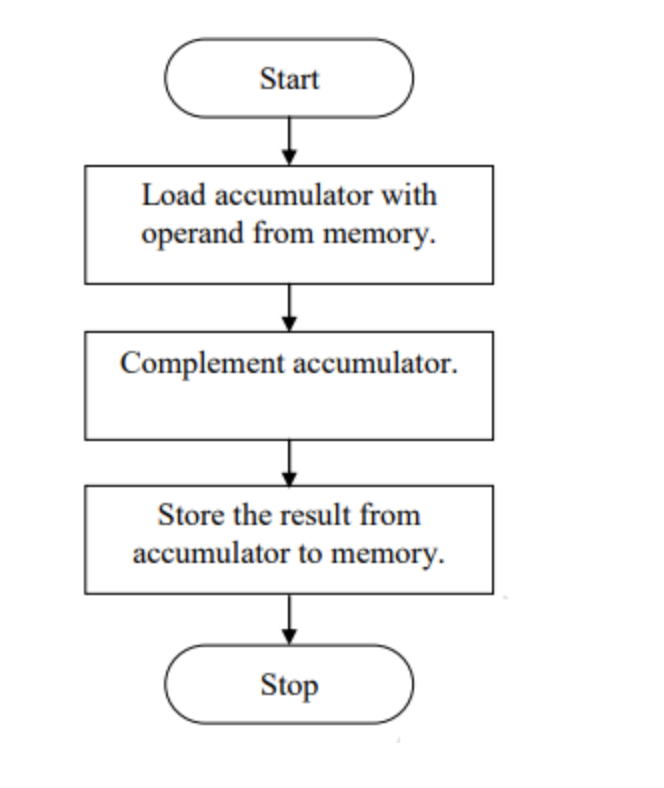 Start
Load accumulator with
operand from memory.
Complement accumulator.
Store the result from
accumulator to memory.
Stop